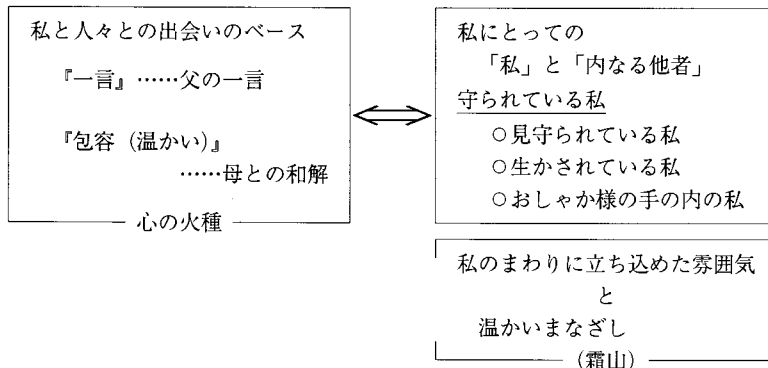 私と人々との出会いのベース
『一言』……父の一言
『包容（温かい）』
……母との和解
心の火種
私にとっての
「私」と「内なる他者」
守られている私
○見守られている私
○生かされている私
○おしゃか様の手の内の私
私のまわりに立ち込めた雰囲気
と
温かいまなざし
（霜山）